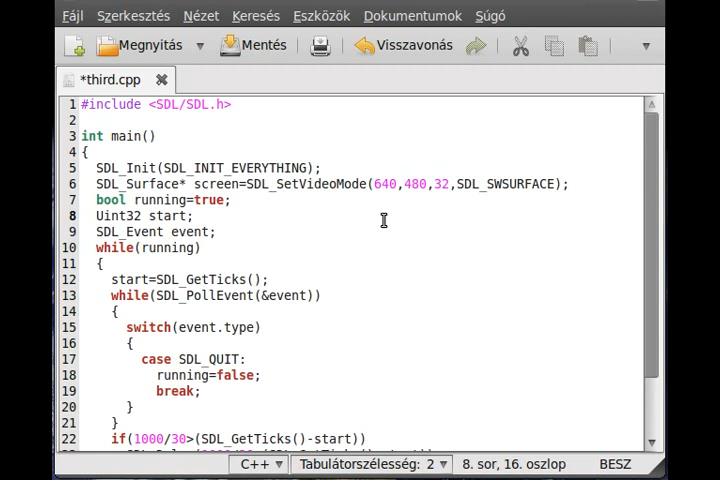 Fájl Szerkesztés Nézet Keresés Eszközök Dokumentumok Súgó
Megnyitás Mentés Visszavonás
*third.cpp
1 #include <SDL/SDL.h>
2
3 int main()
4 {
5 SDL_Init(SDL_INIT_EVERYTHING);
6 SDL_Surface* screen=SDL_SetVideoMode(640,480,32,SDL_SWSURFACE);
7 bool running=true;
8 Uint32 start;
9 SDL_Event event;
10 while(running)
11 {
12 start=SDL_GetTicks();
13 while(SDL_PollEvent(&event))
14 {
15 switch(event.type)
16 {
17 case SDL_QUIT:
18 running=false;
19 break;
20 }
21 }
22 if(1000/30>(SDL_GetTicks()-start))
C++ Tabulátorszélesség: 2 8. sor, 16. oszlop BESZ